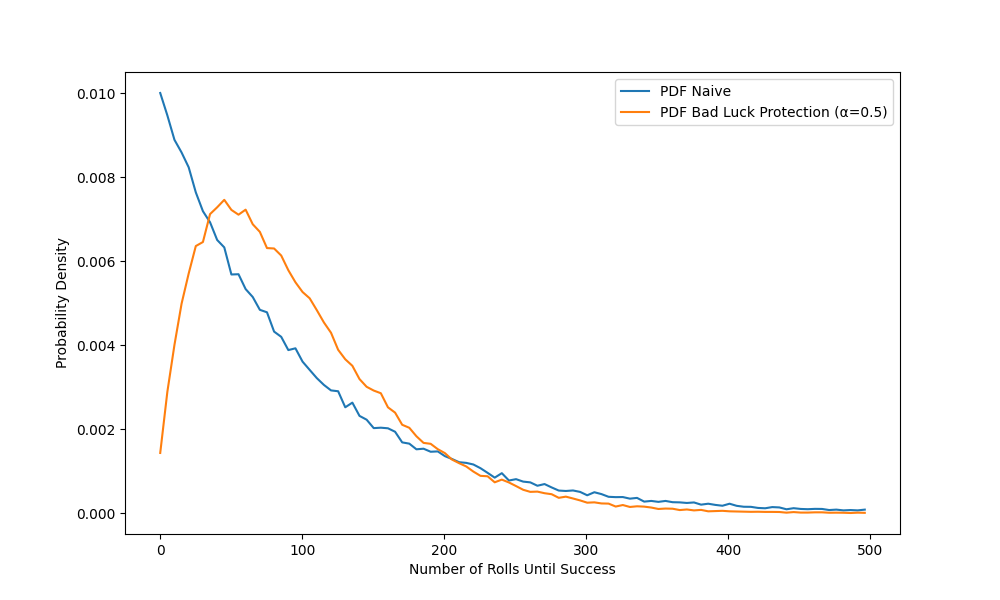 PDF Naive
PDF Bad Luck Protection (α=0.5)
Probability Density
0.010
0.008
0.006
0.004
0.002
0.000
0 100 200 300 400 500
Number of Rolls Until Success